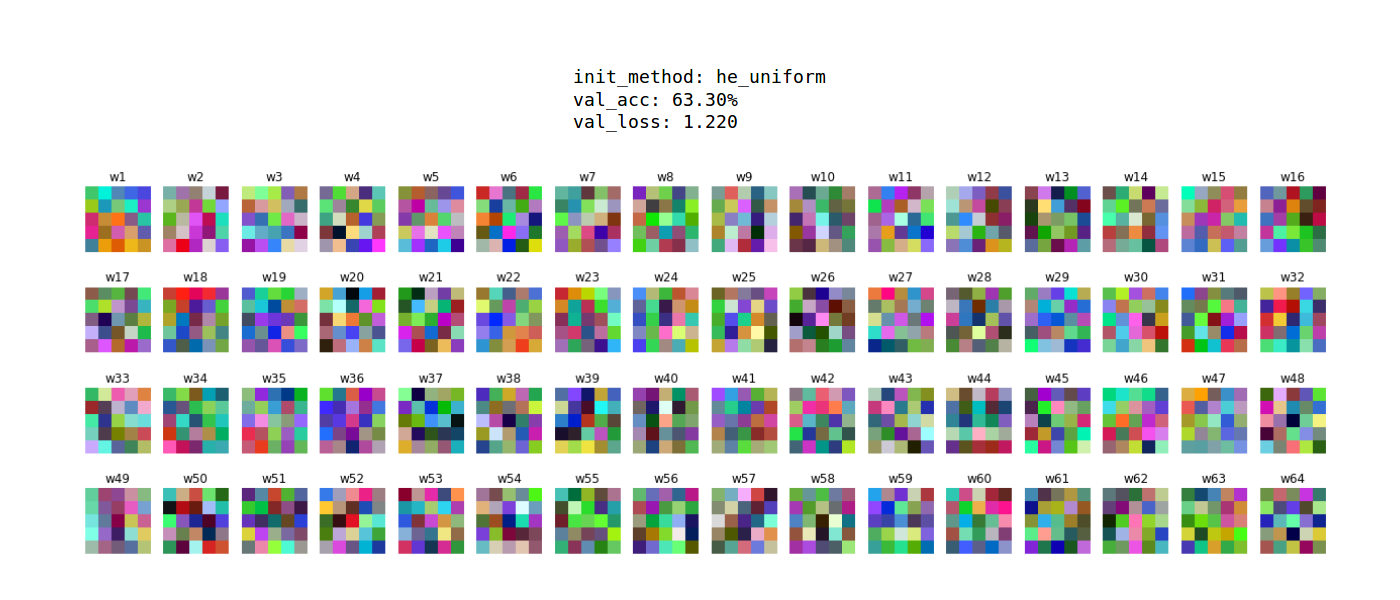 init_method: he_uniform
val_acc: 63.30%
val_loss: 1.220
w1 w2 w3 w4 w5 w6 w7 w8 w9 w10 w11 w12 w13 w14 w15 w16
w17 w18 w19 w20 w21 w22 w23 w24 w25 w26 w27 w28 w29 w30 w31 w32
w33 w34 w35 w36 w37 w38 w39 w40 w41 w42 w43 w44 w45 w46 w47 w48
w49 w50 w51 w52 w53 w54 w55 w56 w57 w58 w59 w60 w61 w62 w63 w64